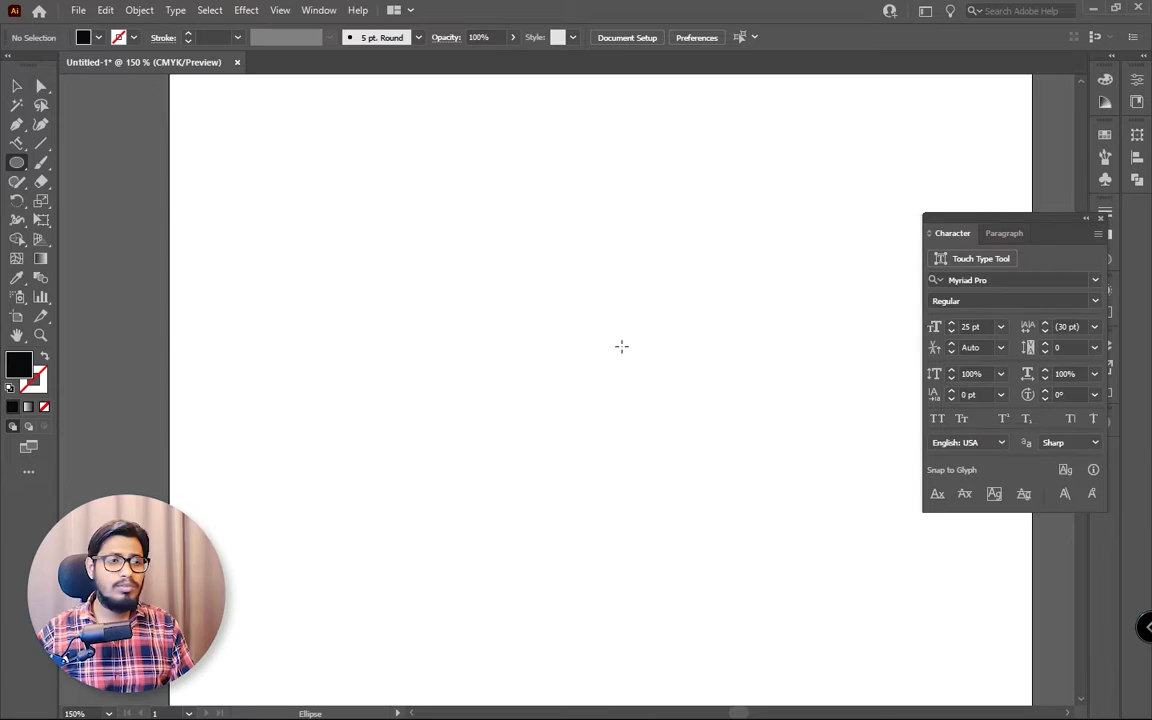 Ai File Edit Object Type Select Effect View Window Help Search Adobe Help
No Selection Stroke: 5 pt. Round Opacity: 100% Style: Document Setup Preferences
Untitled-1* @ 150 % (CMYK/Preview)
Character Paragraph
Touch Type Tool
Myriad Pro
Regular
25 pt (30 pt)
Auto 0
100% 100%
0 pt 0°
English: USA Sharp
Snap to Glyph
150% 1 Ellipse